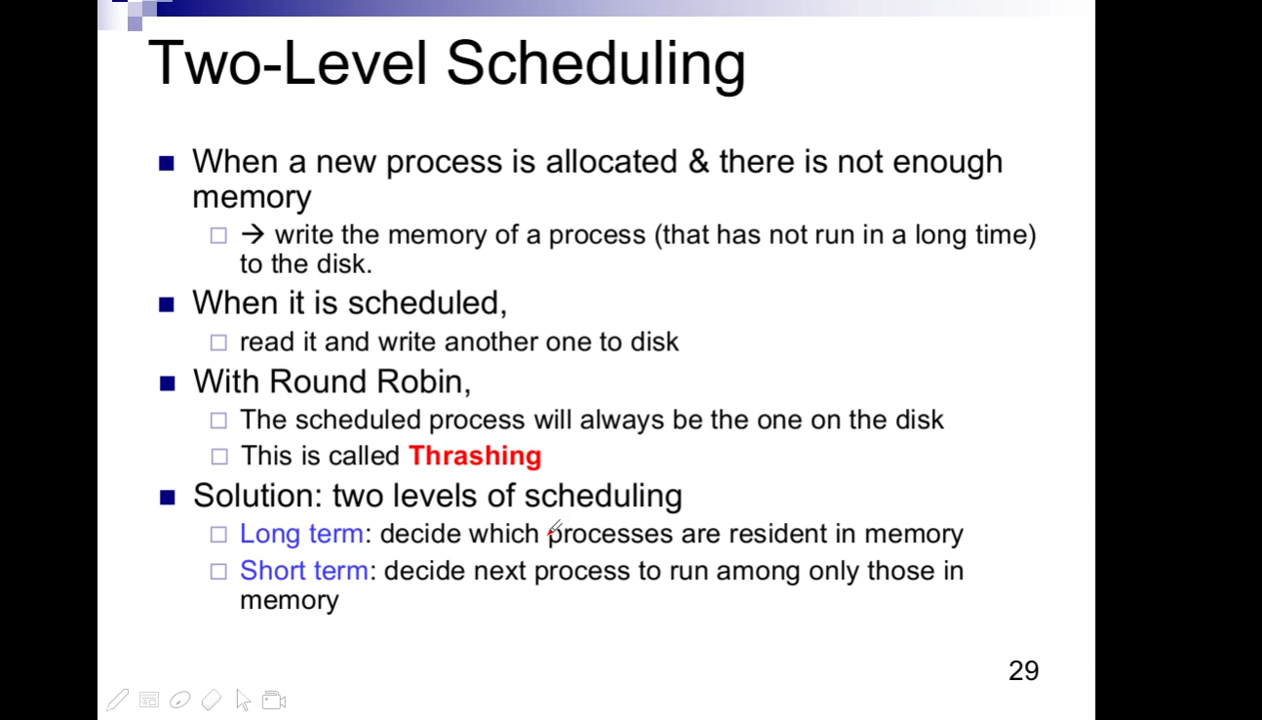 Two-Level Scheduling
When a new process is allocated & there is not enough
memory
→ write the memory of a process (that has not run in a long time)
to the disk.
When it is scheduled,
read it and write another one to disk
With Round Robin,
The scheduled process will always be the one on the disk
This is called Thrashing
Solution: two levels of scheduling
Long term: decide which processes are resident in memory
Short term: decide next process to run among only those in
memory
29